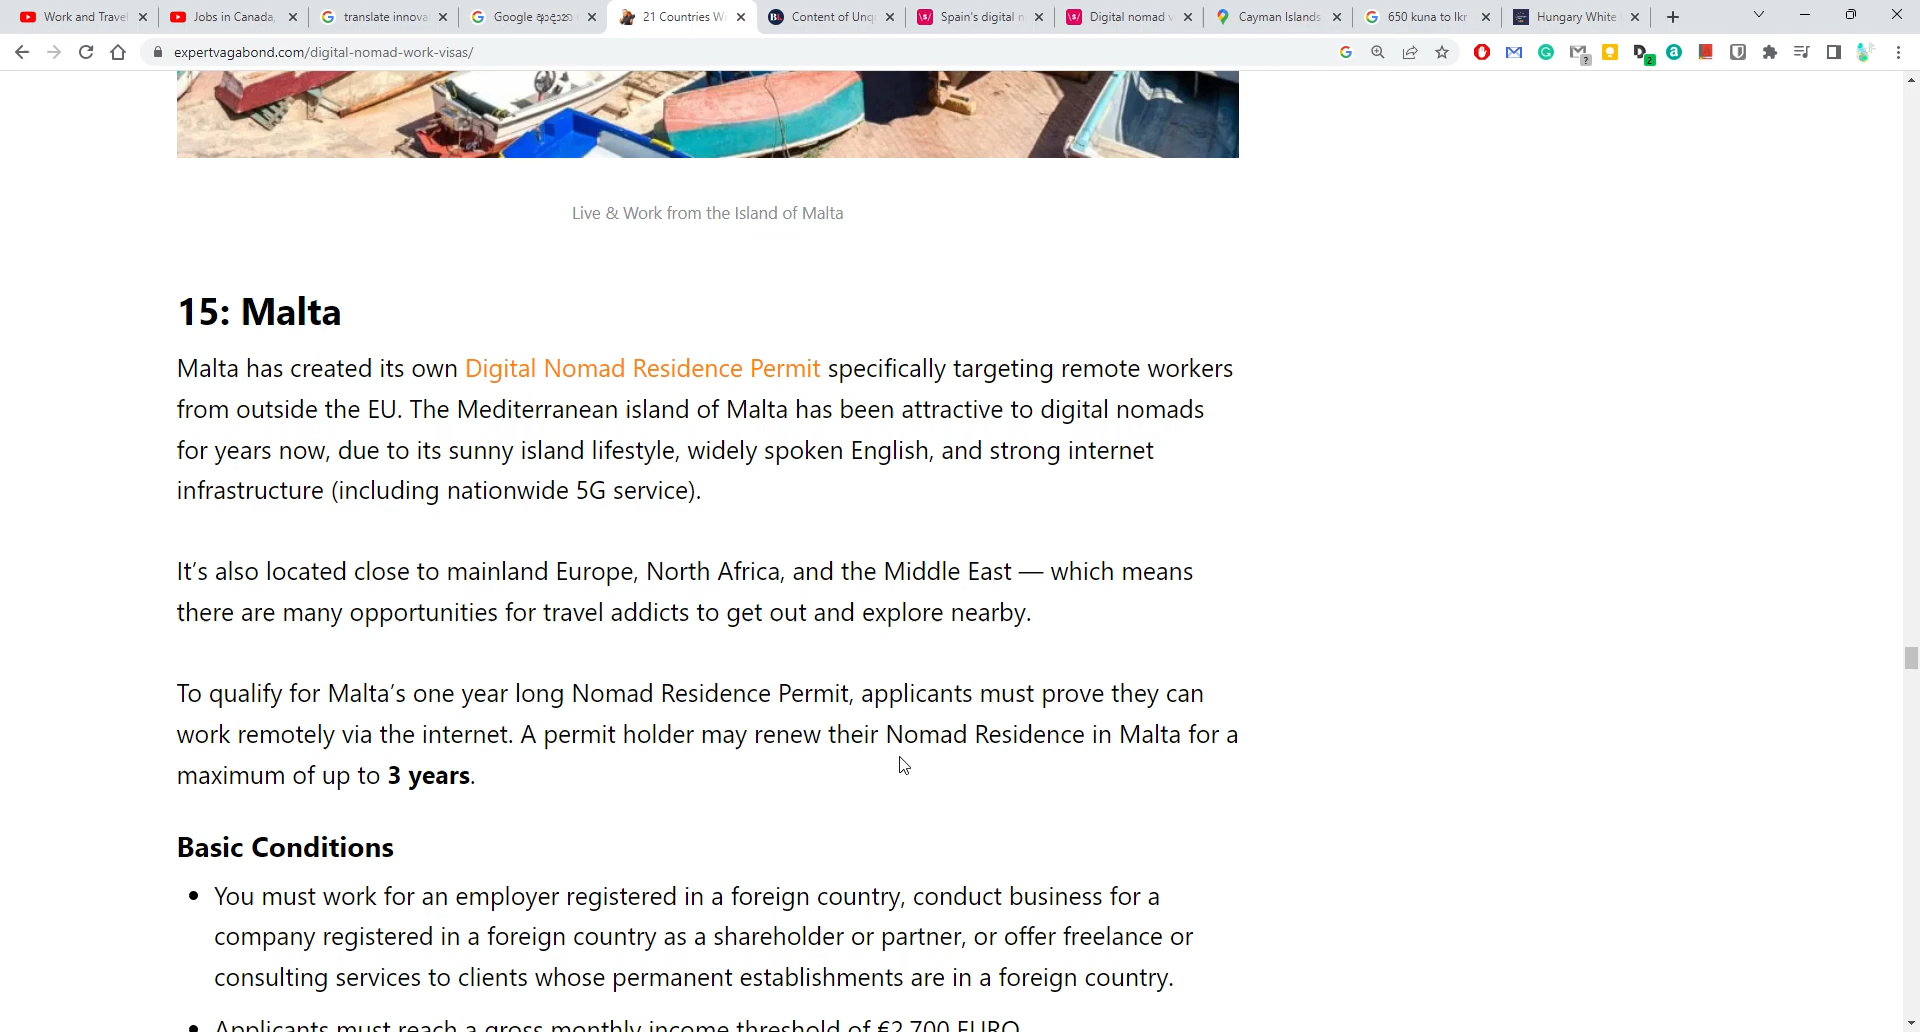 Work and Trave
Jobs in Canada,
translate innova
Google
21 Countries W
Content of Unq
Spain's digital n
Digital nomad v
Cayman Islands
650 kuna to lkr
Hungary White
expertvagabond.com/digital-nomad-work-visas/
Live & Work from the Island of Malta
15: Malta
Malta has created its own Digital Nomad Residence Permit specifically targeting remote workers
from outside the EU. The Mediterranean island of Malta has been attractive to digital nomads
for years now, due to its sunny island lifestyle, widely spoken English, and strong internet
infrastructure (including nationwide 5G service).
It's also located close to mainland Europe, North Africa, and the Middle East — which means
there are many opportunities for travel addicts to get out and explore nearby.
To qualify for Malta's one year long Nomad Residence Permit, applicants must prove they can
work remotely via the internet. A permit holder may renew their Nomad Residence in Malta for a
maximum of up to 3 years.
Basic Conditions
• You must work for an employer registered in a foreign country, conduct business for a
company registered in a foreign country as a shareholder or partner, or offer freelance or
consulting services to clients whose permanent establishments are in a foreign country.
• Applicants must reach a gross monthly income threshold of €2,700 EURO